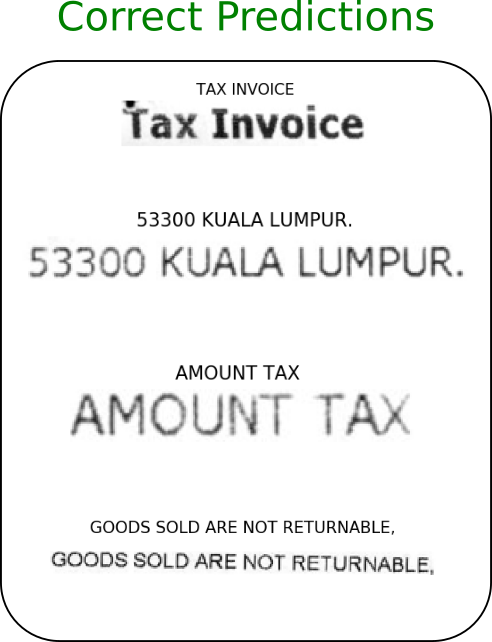 Correct Predictions
TAX INVOICE
Tax Invoice
53300 KUALA LUMPUR.
53300 KUALA LUMPUR.
AMOUNT TAX
AMOUNT TAX
GOODS SOLD ARE NOT RETURNABLE,
GOODS SOLD ARE NOT RETURNABLE,